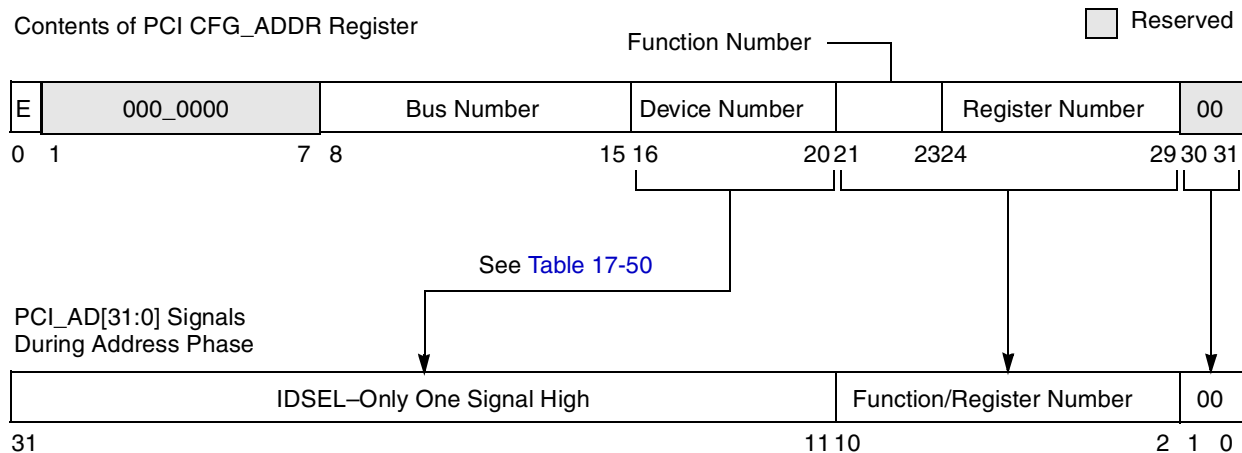 Contents of PCI CFG_ADDR Register
Reserved
Function Number
E 000_0000 Bus Number Device Number Register Number 00
0 1 7 8 15 16 20 21 23 24 29 30 31
See Table 17-50
PCI_AD[31:0] Signals
During Address Phase
IDSEL–Only One Signal High Function/Register Number 00
31 11 10 2 1 0